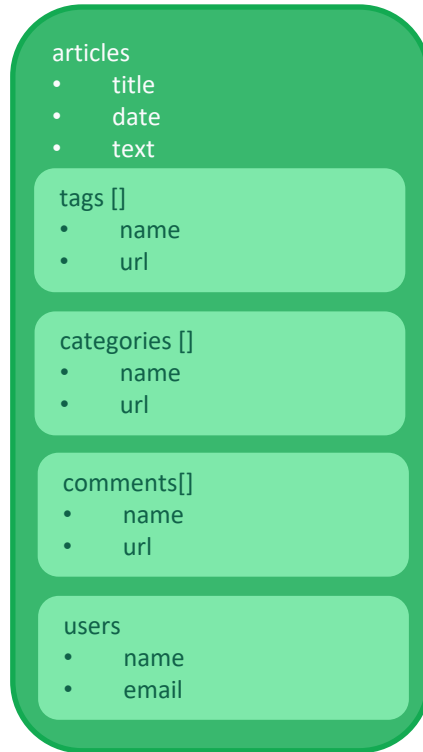 articles
• title
• date
• text
tags []
• name
• url
categories []
• name
• url
comments[]
• name
• url
users
• name
• email